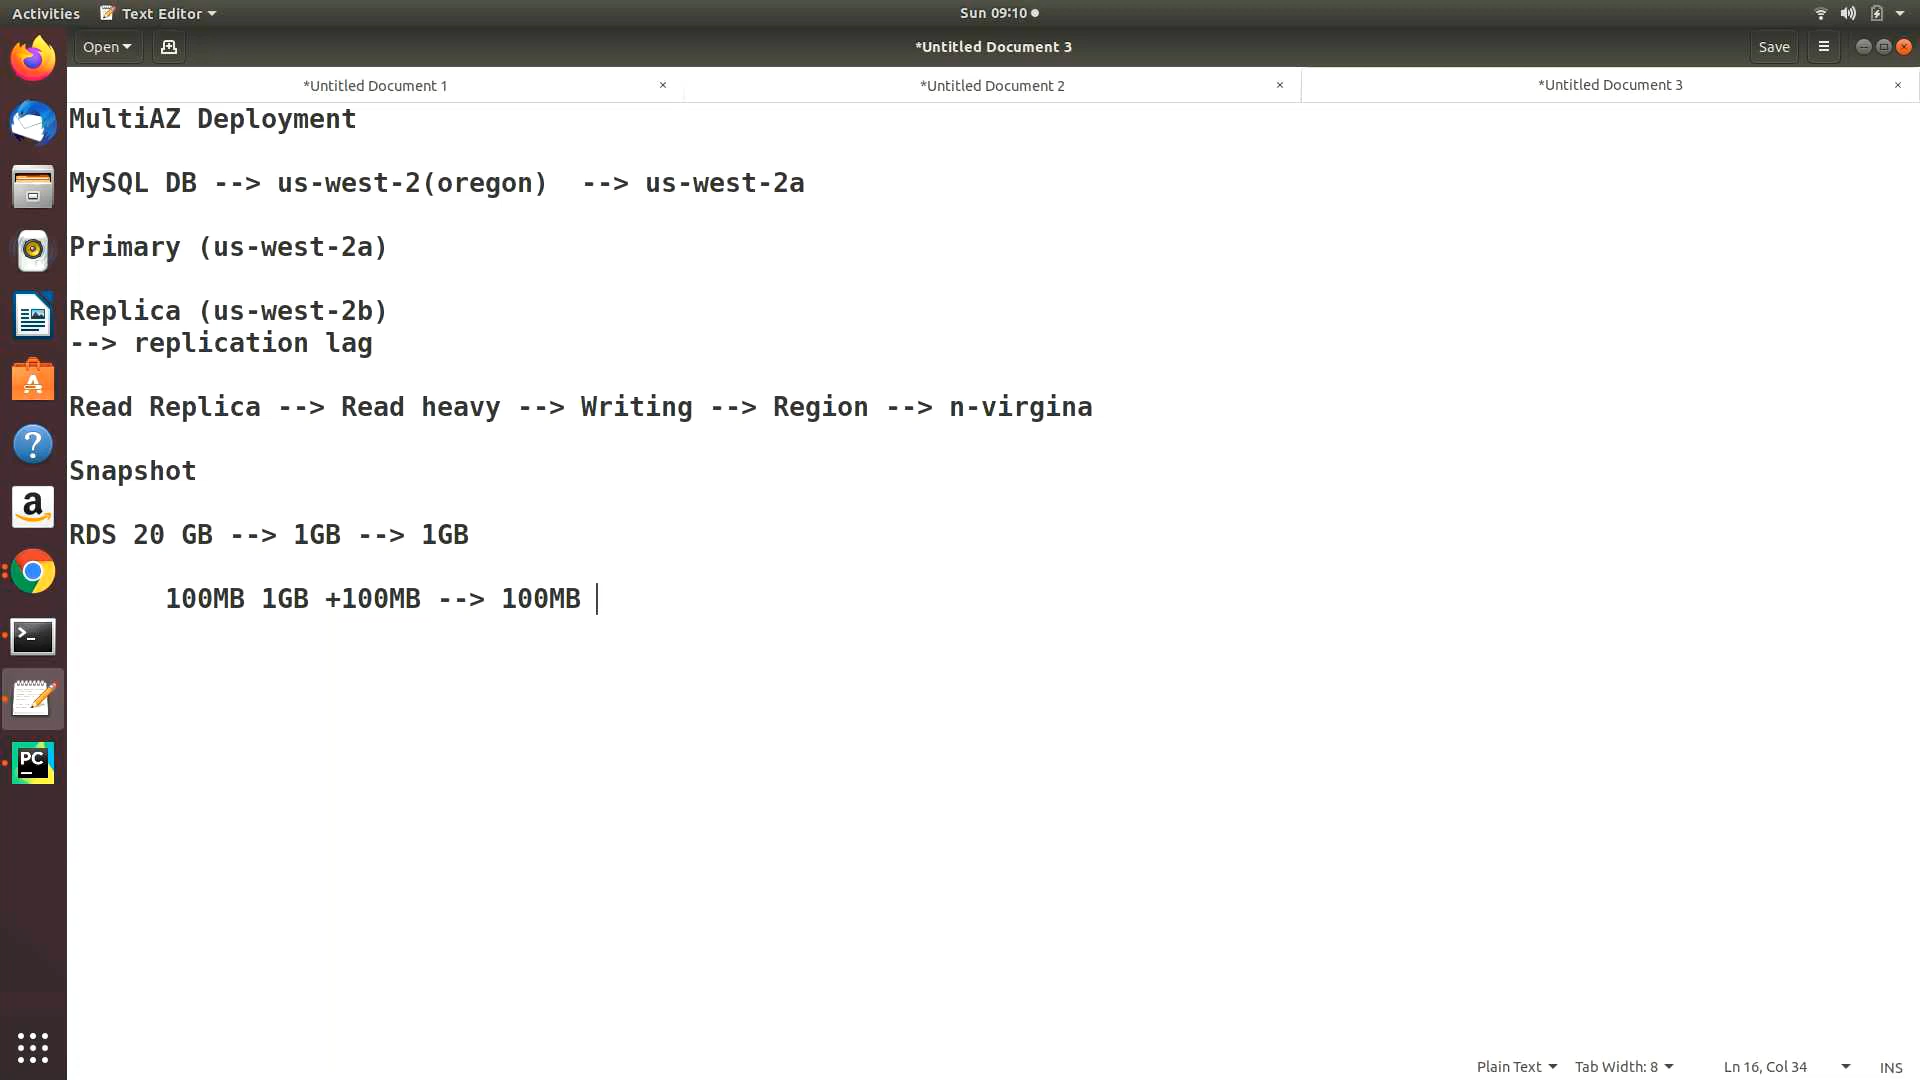 Activities Text Editor Sun 09:10
Open *Untitled Document 3 Save
*Untitled Document 1 *Untitled Document 2 *Untitled Document 3
MultiAZ Deployment
MySQL DB --> us-west-2(oregon)  --> us-west-2a
Primary (us-west-2a)
Replica (us-west-2b)
--> replication lag
Read Replica --> Read heavy --> Writing --> Region --> n-virgina
Snapshot
RDS 20 GB --> 1GB --> 1GB
100MB 1GB +100MB --> 100MB
a
PC
Plain Text Tab Width: 8 Ln 16, Col 34 INS